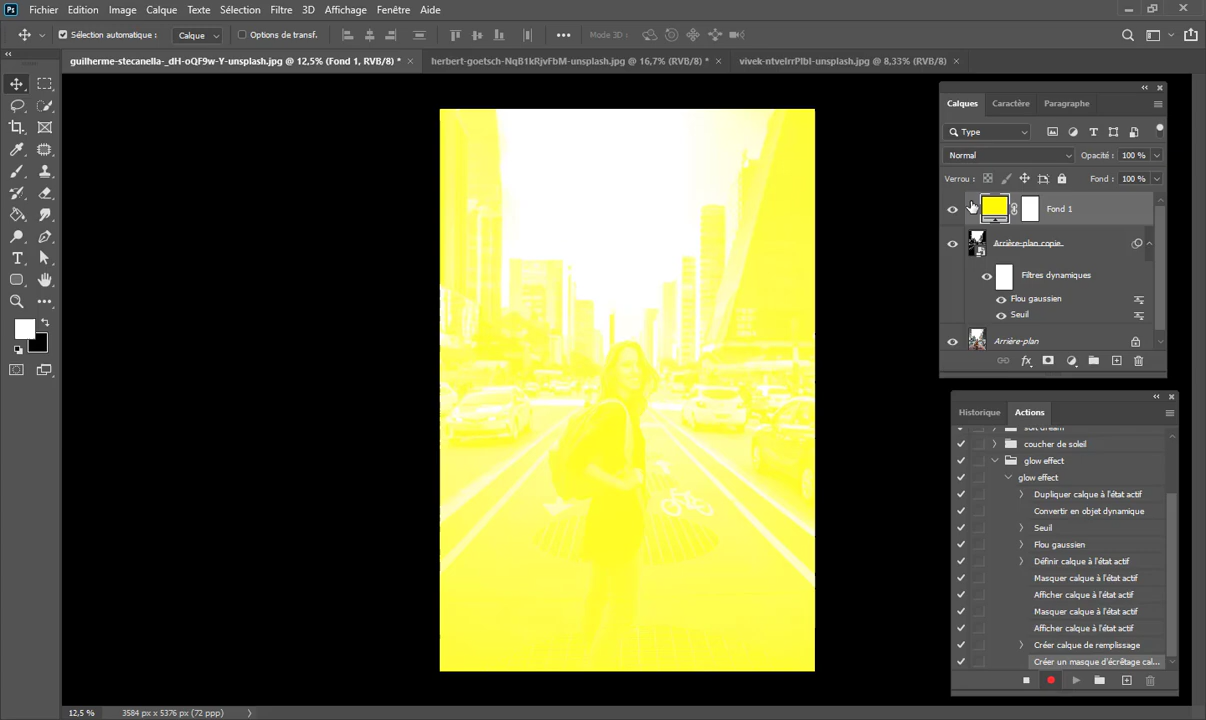 Ps Fichier Edition Image Calque Texte Sélection Filtre 3D Affichage Fenêtre Aide
Sélection automatique : Calque Options de transf. Mode 3D :
guilherme-stecanella-_dH-oQF9w-Y-unsplash.jpg @ 12,5% (Fond 1, RVB/8) * herbert-goetsch-NqB1kRjvFbM-unsplash.jpg @ 16,7% (RVB/8) * vivek-ntvelrrPlbI-unsplash.jpg @ 8,33% (RVB/8)
Calques Caractère Paragraphe
Type
Normal Opacité : 100 %
Verrou : Fond : 100 %
Fond 1
Arrière-plan copie
Filtres dynamiques
Flou gaussien
Seuil
Arrière-plan
fx
Historique Actions
soft dream
coucher de soleil
glow effect
glow effect
Dupliquer calque à l'état actif
Convertir en objet dynamique
Seuil
Flou gaussien
Définir calque à l'état actif
Masquer calque à l'état actif
Afficher calque à l'état actif
Masquer calque à l'état actif
Afficher calque à l'état actif
Créer calque de remplissage
Créer un masque d'écrêtage cal...
12,5 % 3584 px x 5376 px (72 ppp)